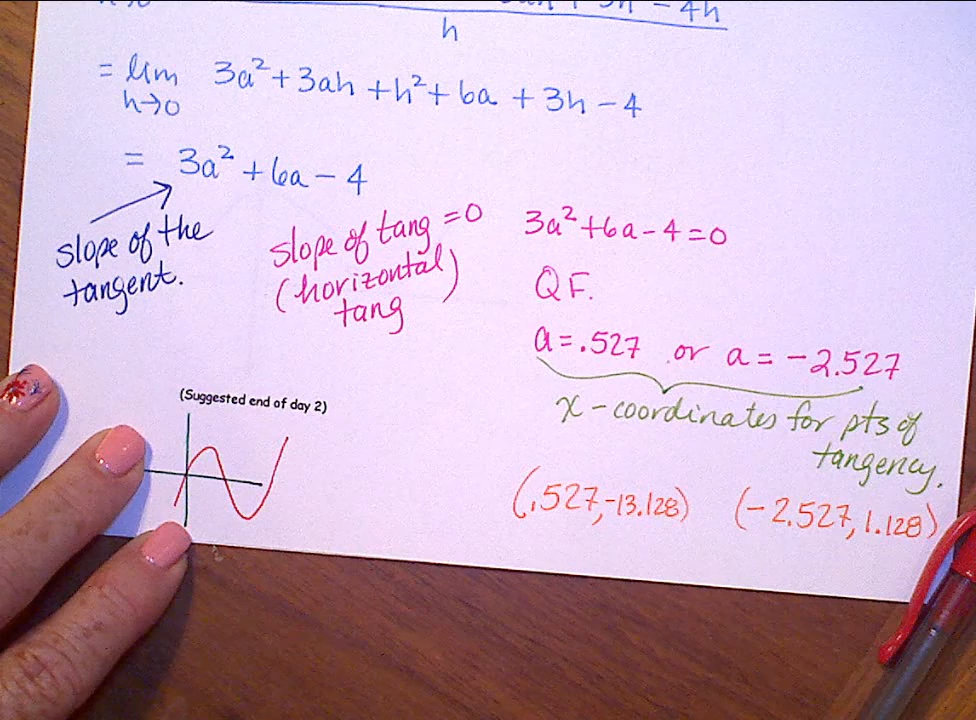 + 3h - 4h
h
= lim 3a² + 3ah + h² + 6a + 3h - 4
h→0
= 3a² + 6a - 4
slope of the
tangent.
slope of tang = 0
(horizontal)
tang
3a² + 6a - 4 = 0
QF.
a = .527 or a = -2.527
x - coordinates for pts of
tangency.
(Suggested end of day 2)
(.527, -13.128) (-2.527, 1.128)